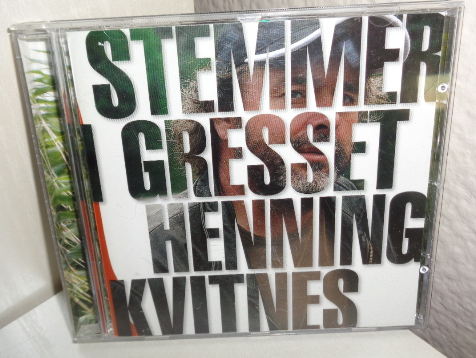 STEMMER
I GRESSET
HENNING
KVITNES